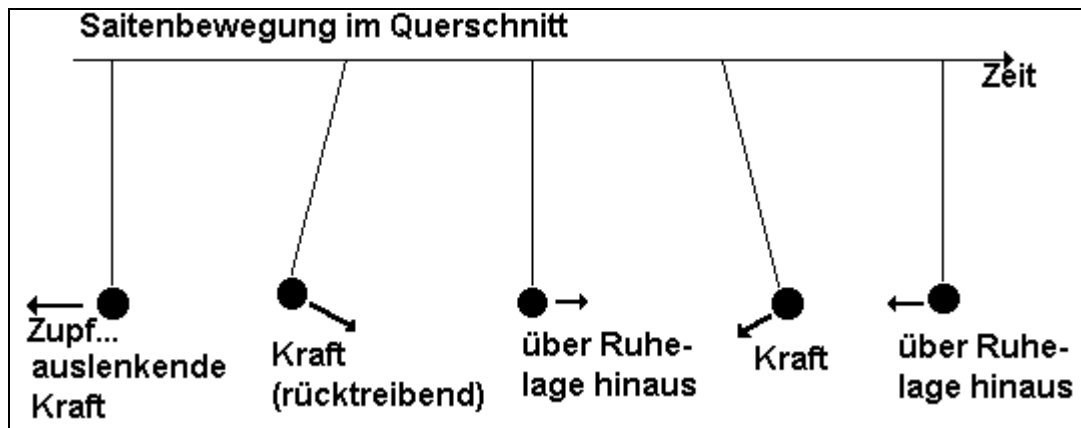 Saitenbewegung im Querschnitt
Zeit
Zupf...
auslenkende
Kraft
Kraft
(rücktreibend)
über Ruhe-
lage hinaus
Kraft
über Ruhe-
lage hinaus